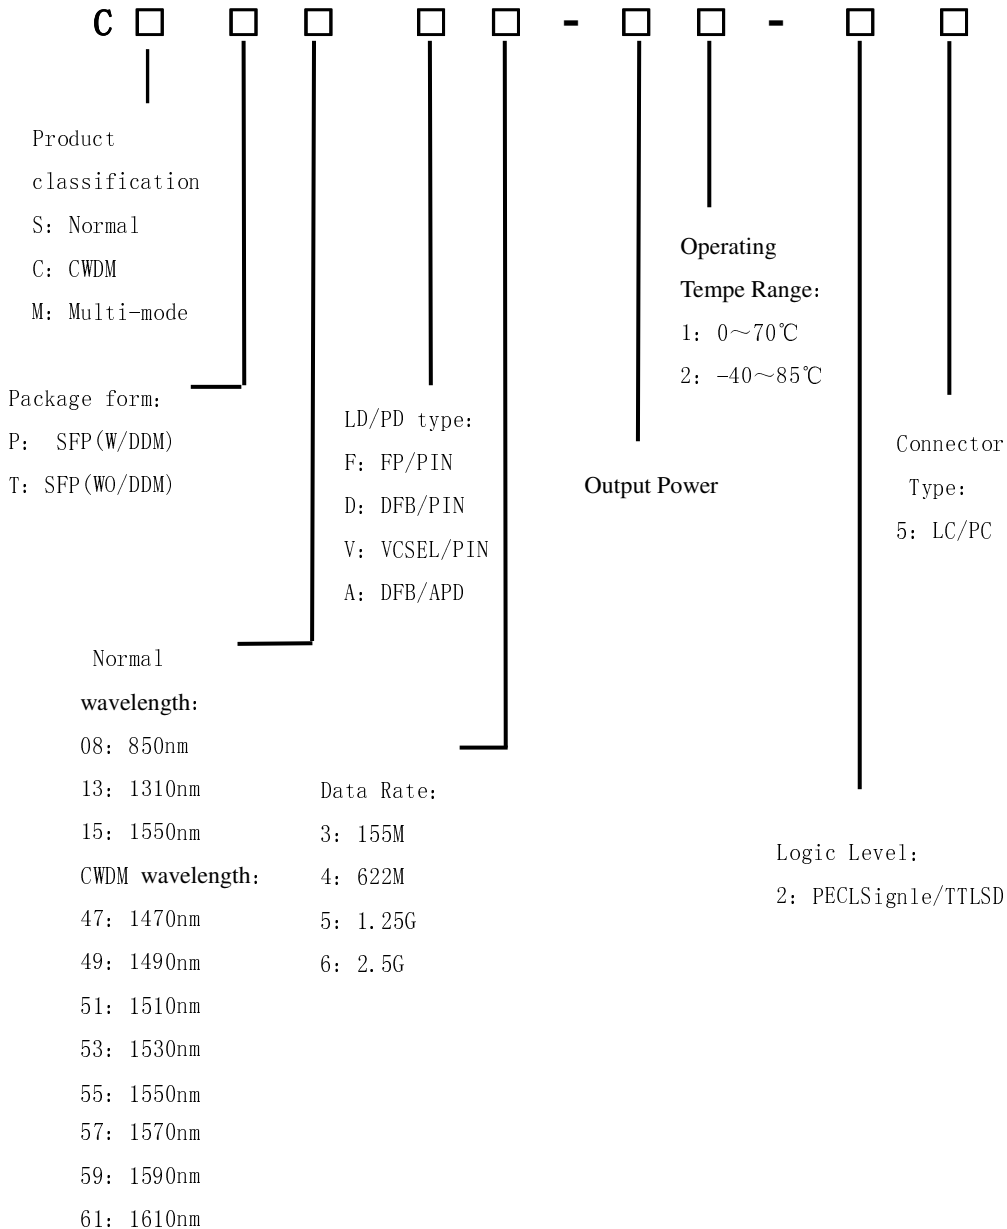 C□ □□ □□-□□-□□
Product
classification
S: Normal
C: CWDM
M: Multi-mode
Package form:
P: SFP(W/DDM)
T: SFP(WO/DDM)
Normal
wavelength:
08: 850nm
13: 1310nm
15: 1550nm
CWDM wavelength:
47: 1470nm
49: 1490nm
51: 1510nm
53: 1530nm
55: 1550nm
57: 1570nm
59: 1590nm
61: 1610nm
LD/PD type:
F: FP/PIN
D: DFB/PIN
V: VCSEL/PIN
A: DFB/APD
Data Rate:
3: 155M
4: 622M
5: 1.25G
6: 2.5G
Output Power
Operating
Tempe Range:
1: 0～70℃
2: -40～85℃
Logic Level:
2: PECLSignle/TTLSD
Connector
Type:
5: LC/PC